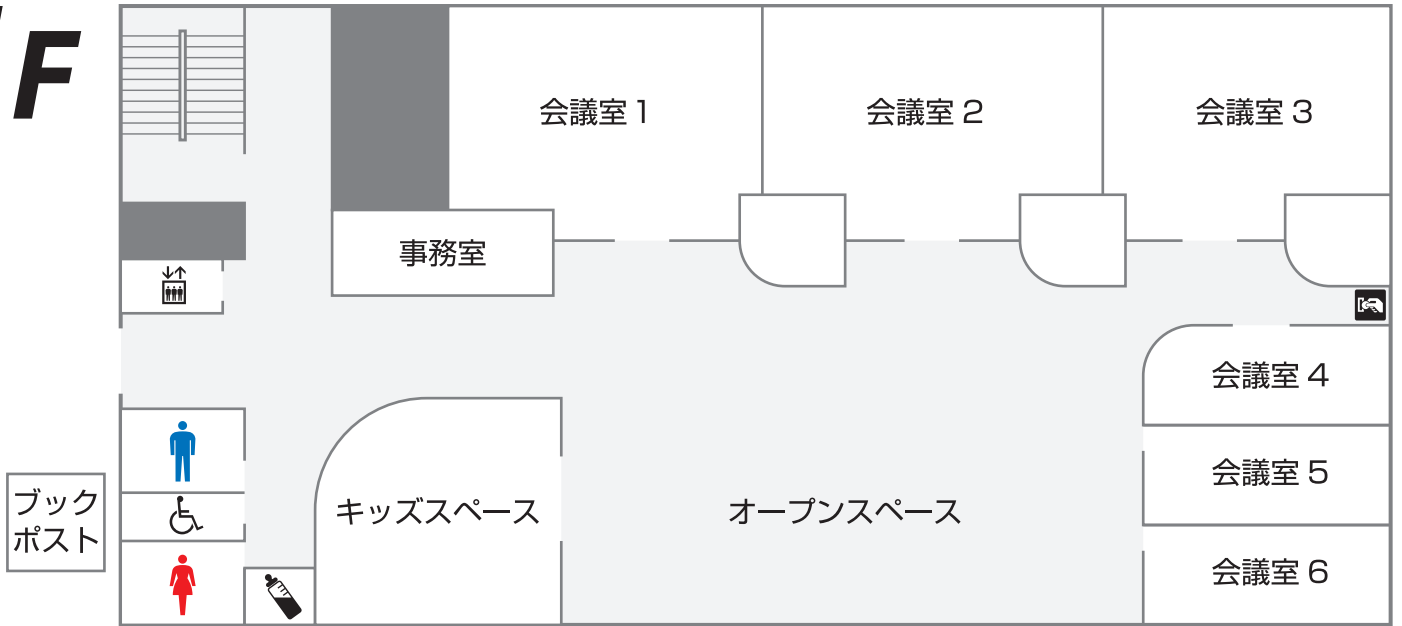 F
会議室 1
会議室 2
会議室 3
事務室
会議室 4
会議室 5
会議室 6
キッズスペース
オープンスペース
ブック
ポスト